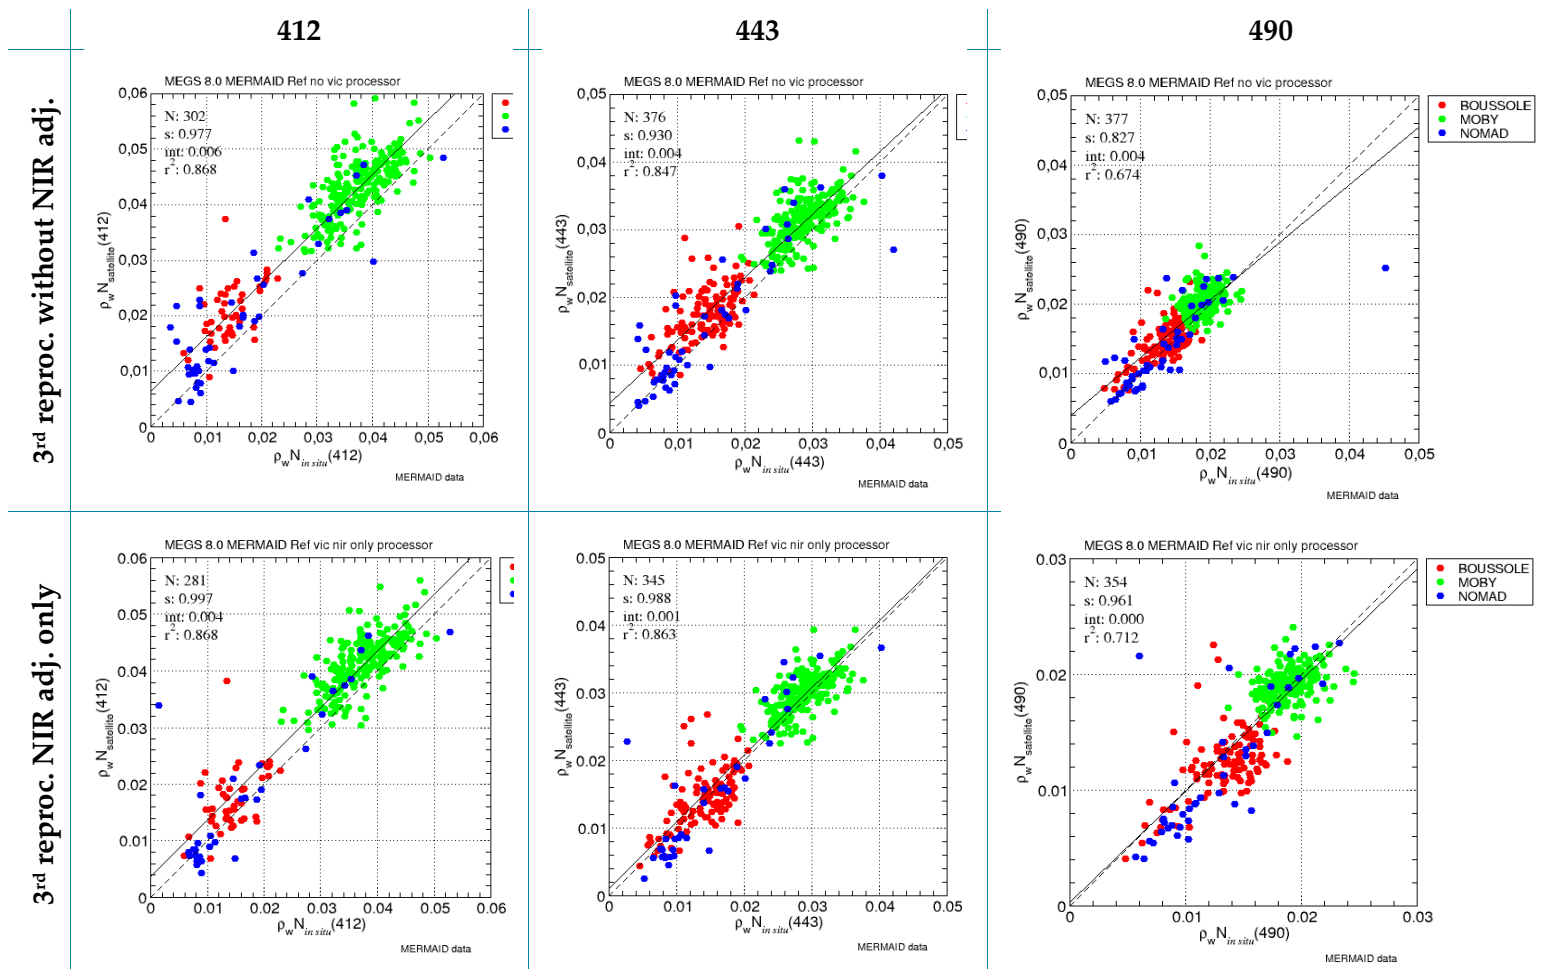 412
443
490
3rd reproc. without NIR adj.
MEGS 8.0 MERMAID Ref no vic processor
N: 302
s: 0.977
int: 0.006
r2: 0.868
0,06
0,05
0,04
0,03
0,02
0,01
0
ρwNsatellite(412)
0 0,01 0,02 0,03 0,04 0,05 0,06
ρwNin situ(412)
MERMAID data
MEGS 8.0 MERMAID Ref no vic processor
N: 376
s: 0.930
int: 0.004
r2: 0.847
0,05
0,04
0,03
0,02
0,01
0
ρwNsatellite(443)
0 0,01 0,02 0,03 0,04 0,05
ρwNin situ(443)
MERMAID data
MEGS 8.0 MERMAID Ref no vic processor
N: 377
s: 0.827
int: 0.004
r2: 0.674
0,05
0,04
0,03
0,02
0,01
0
ρwNsatellite(490)
0 0,01 0,02 0,03 0,04 0,05
ρwNin situ(490)
MERMAID data
BOUSSOLE
MOBY
NOMAD
3rd reproc. NIR adj. only
MEGS 8.0 MERMAID Ref vic nir only processor
N: 281
s: 0.997
int: 0.004
r2: 0.868
0.06
0.05
0.04
0.03
0.02
0.01
0
ρwNsatellite(412)
0 0.01 0.02 0.03 0.04 0.05 0.06
ρwNin situ(412)
MERMAID data
MEGS 8.0 MERMAID Ref vic nir only processor
N: 345
s: 0.988
int: 0.001
r2: 0.863
0.05
0.04
0.03
0.02
0.01
0
ρwNsatellite(443)
0 0.01 0.02 0.03 0.04 0.05
ρwNin situ(443)
MERMAID data
MEGS 8.0 MERMAID Ref vic nir only processor
N: 354
s: 0.961
int: 0.000
r2: 0.712
0.03
0.02
0.01
0
ρwNsatellite(490)
0 0.01 0.02 0.03
ρwNin situ(490)
MERMAID data
BOUSSOLE
MOBY
NOMAD